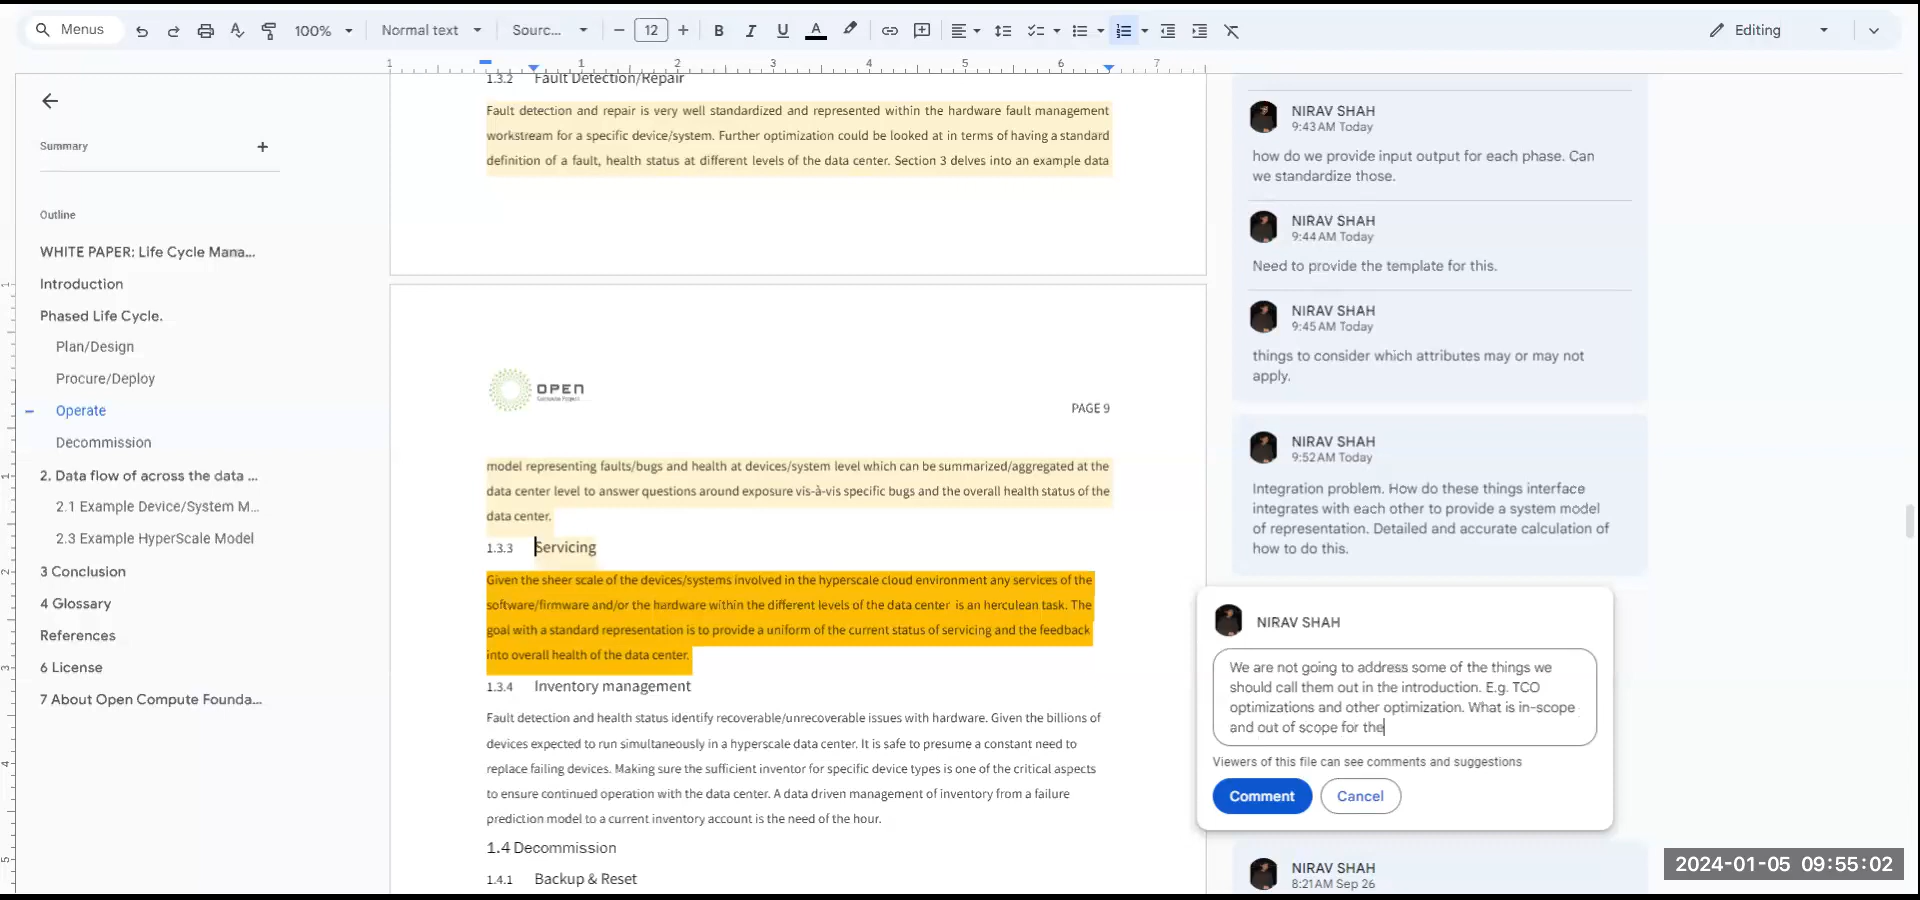 Menus
100%
Normal text
Sourc...
12
Editing
1 1 2 3 4 5 6 7
Summary
Outline
WHITE PAPER: Life Cycle Mana...
Introduction
Phased Life Cycle.
Plan/Design
Procure/Deploy
Operate
Decommission
2. Data flow of across the data ...
2.1 Example Device/System M...
2.3 Example HyperScale Model
3 Conclusion
4 Glossary
References
6 License
7 About Open Compute Founda...
1.3.2 Fault Detection/Repair
Fault detection and repair is very well standardized and represented within the hardware fault management
workstream for a specific device/system. Further optimization could be looked at in terms of having a standard
definition of a fault, health status at different levels of the data center. Section 3 delves into an example data
OPEN
PAGE 9
model representing faults/bugs and health at devices/system level which can be summarized/aggregated at the
data center level to answer questions around exposure vis-à-vis specific bugs and the overall health status of the
data center.
1.3.3 Servicing
Given the sheer scale of the devices/systems involved in the hyperscale cloud environment any services of the
software/firmware and/or the hardware within the different levels of the data center is an herculean task. The
goal with a standard representation is to provide a uniform of the current status of servicing and the feedback
into overall health of the data center.
1.3.4 Inventory management
Fault detection and health status identify recoverable/unrecoverable issues with hardware. Given the billions of
devices expected to run simultaneously in a hyperscale data center. It is safe to presume a constant need to
replace failing devices. Making sure the sufficient inventor for specific device types is one of the critical aspects
to ensure continued operation with the data center. A data driven management of inventory from a failure
prediction model to a current inventory account is the need of the hour.
1.4 Decommission
1.4.1 Backup & Reset
NIRAV SHAH
9:43 AM Today
how do we provide input output for each phase. Can
we standardize those.
NIRAV SHAH
9:44 AM Today
Need to provide the template for this.
NIRAV SHAH
9:45 AM Today
things to consider which attributes may or may not
apply.
NIRAV SHAH
9:52 AM Today
Integration problem. How do these things interface
integrates with each other to provide a system model
of representation. Detailed and accurate calculation of
how to do this.
NIRAV SHAH
We are not going to address some of the things we
should call them out in the introduction. E.g. TCO
optimizations and other optimization. What is in-scope
and out of scope for the
Viewers of this file can see comments and suggestions
Comment
Cancel
NIRAV SHAH
8:21 AM Sep 26
2024-01-05 09:55:02